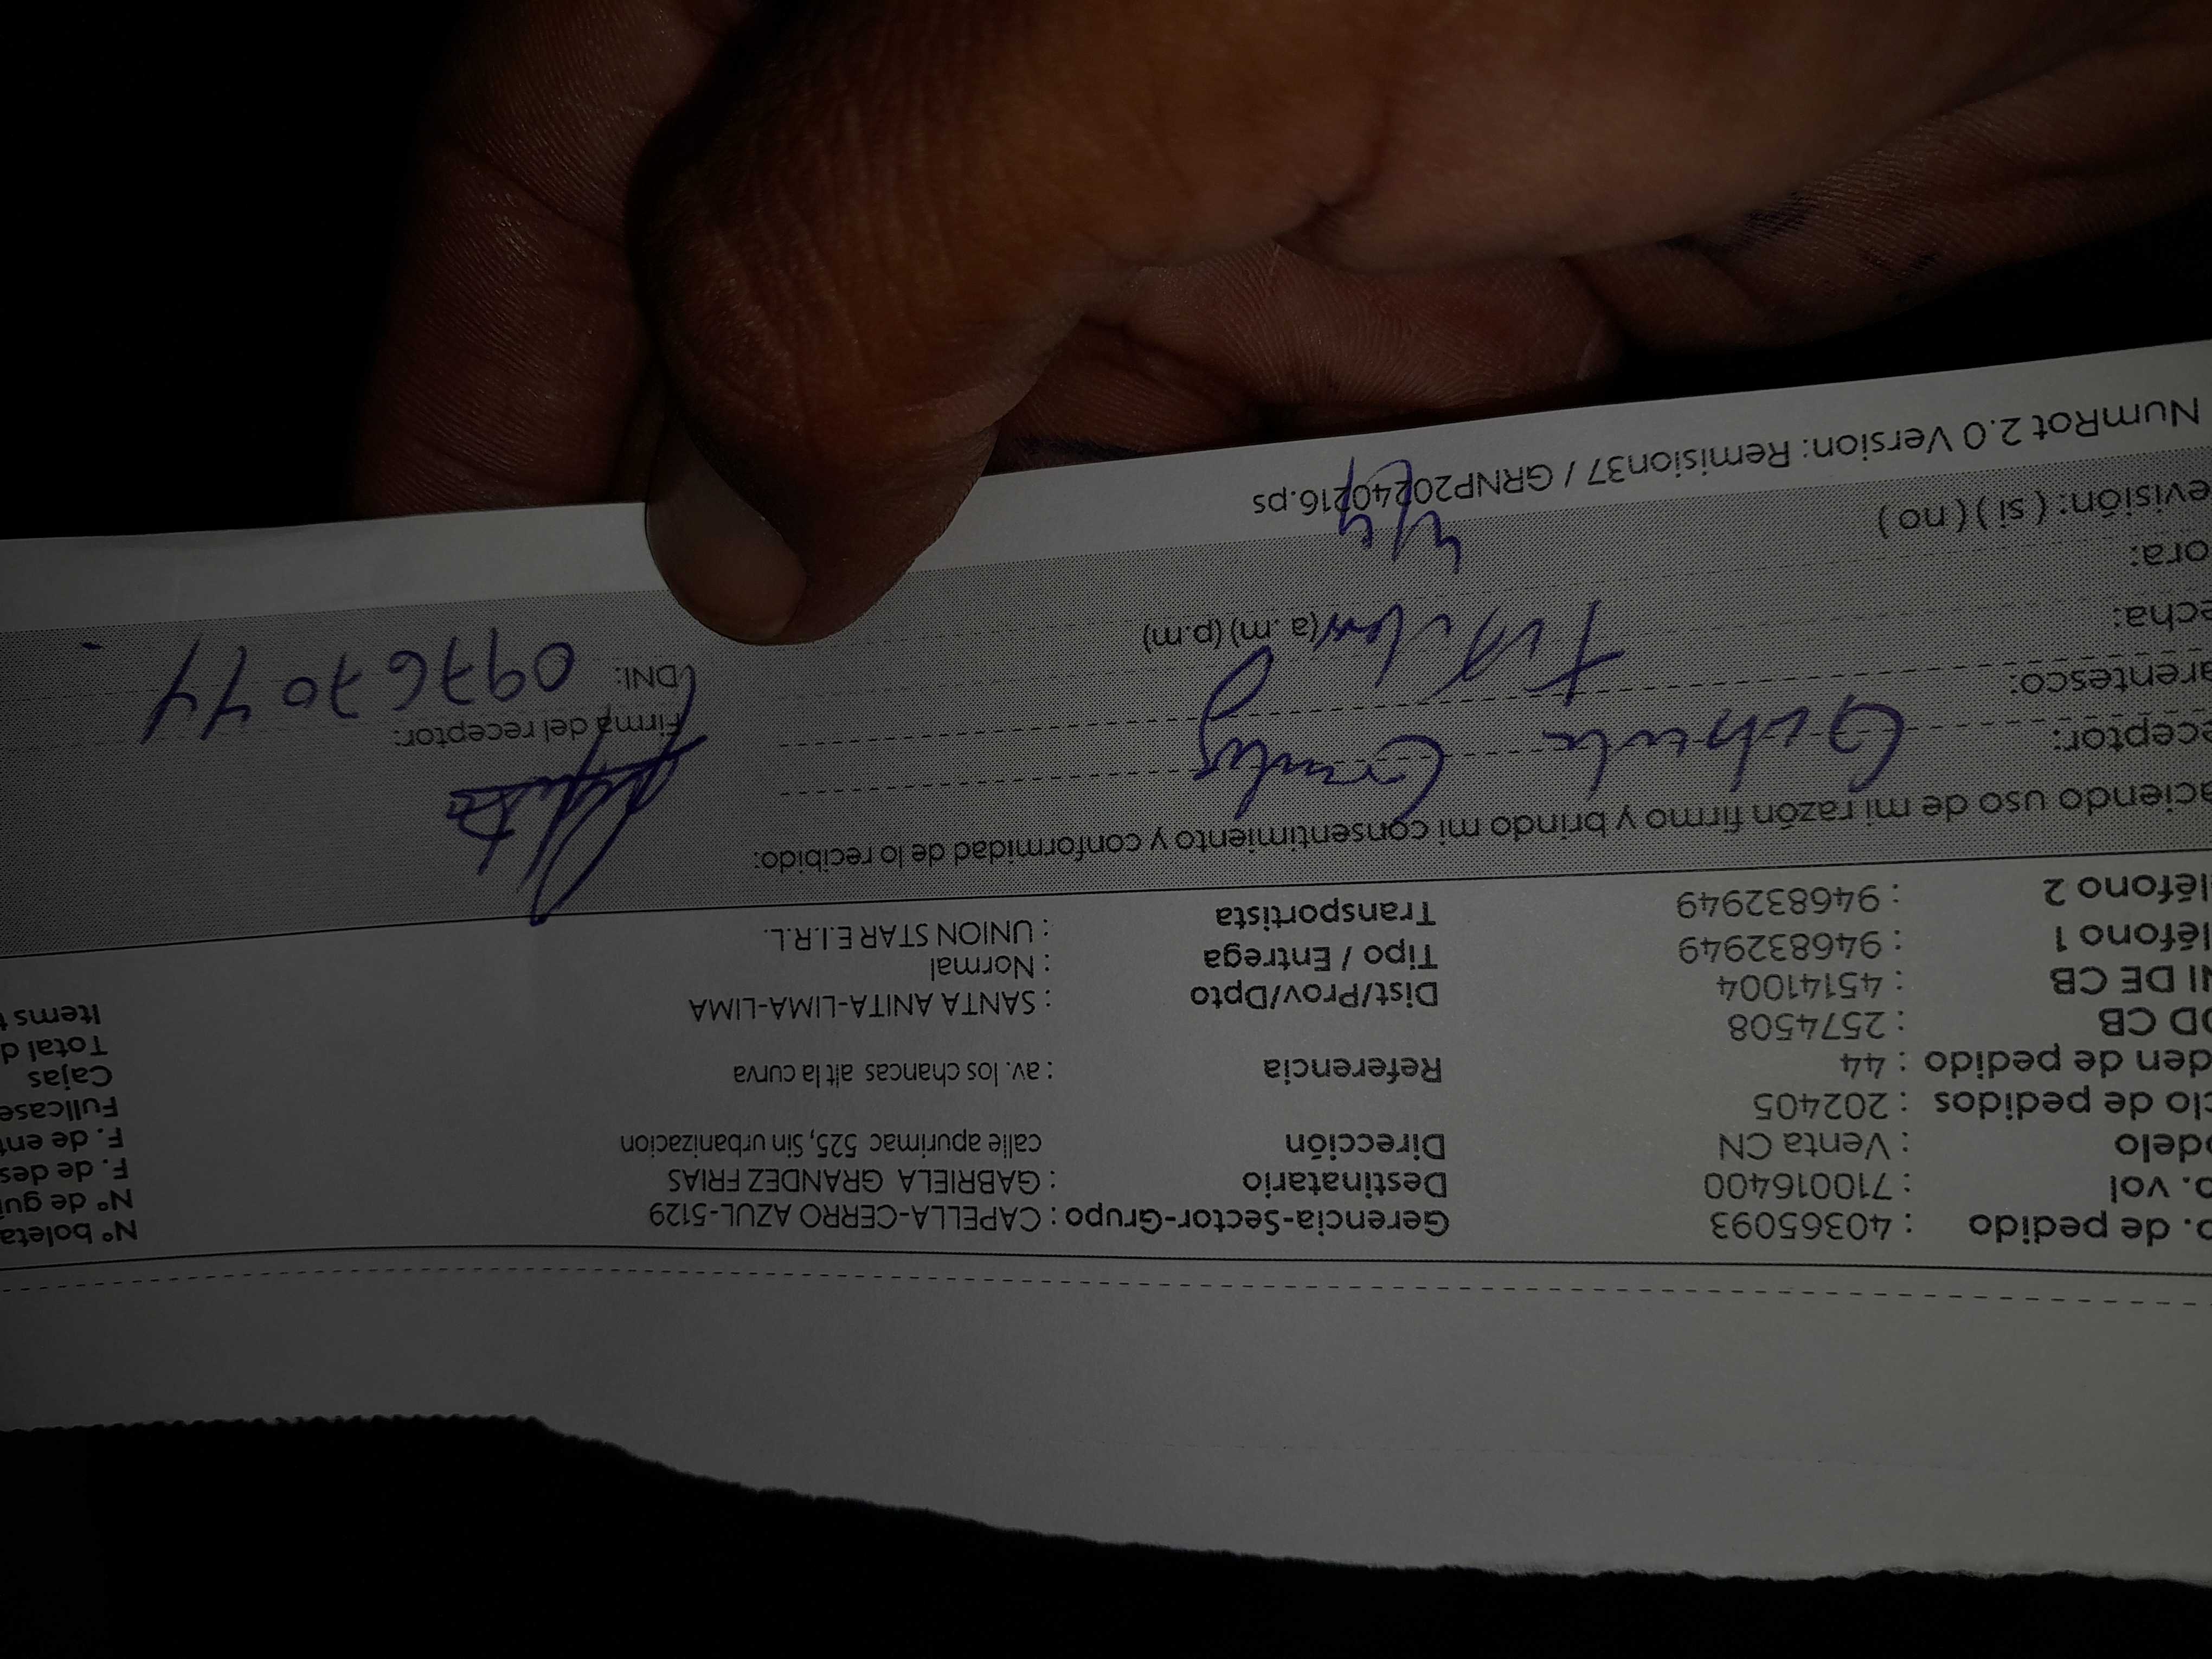 o. de pedido : 40365093 Gerencia-Sector-Grupo : CAPELLA-CERRO AZUL-5129 Nº boleta
o. vol : 710016400 Destinatario : GABRIELA GRANDEZ FRIAS Nº de gui
odelo : Venta CN Dirección calle apurimac 525, Sin urbanizacion F. de des
clo de pedidos : 202405 F. de ent
den de pedido : 44 Referencia : av. los chancas alt la curva Fullcase
OD CB : 2574508 Cajas
NI DE CB : 45141004 Dist/Prov/Dpto : SANTA ANITA-LIMA-LIMA Total d
léfono 1 : 946832949 Tipo / Entrega : Normal Items
léfono 2 : 946832949 Transportista : UNION STAR E.I.R.L.
aciendo uso de mi razón firmo y brindo mi consentimiento y conformidad de lo recibido:
eceptor:
arentesco: Firma del receptor:
echa: DNI: 09767044
ora: (a .m) (p.m)
evisión: ( si ) ( no )
NumRot 2.0 Version: Remision37 / GRNP20240216.ps